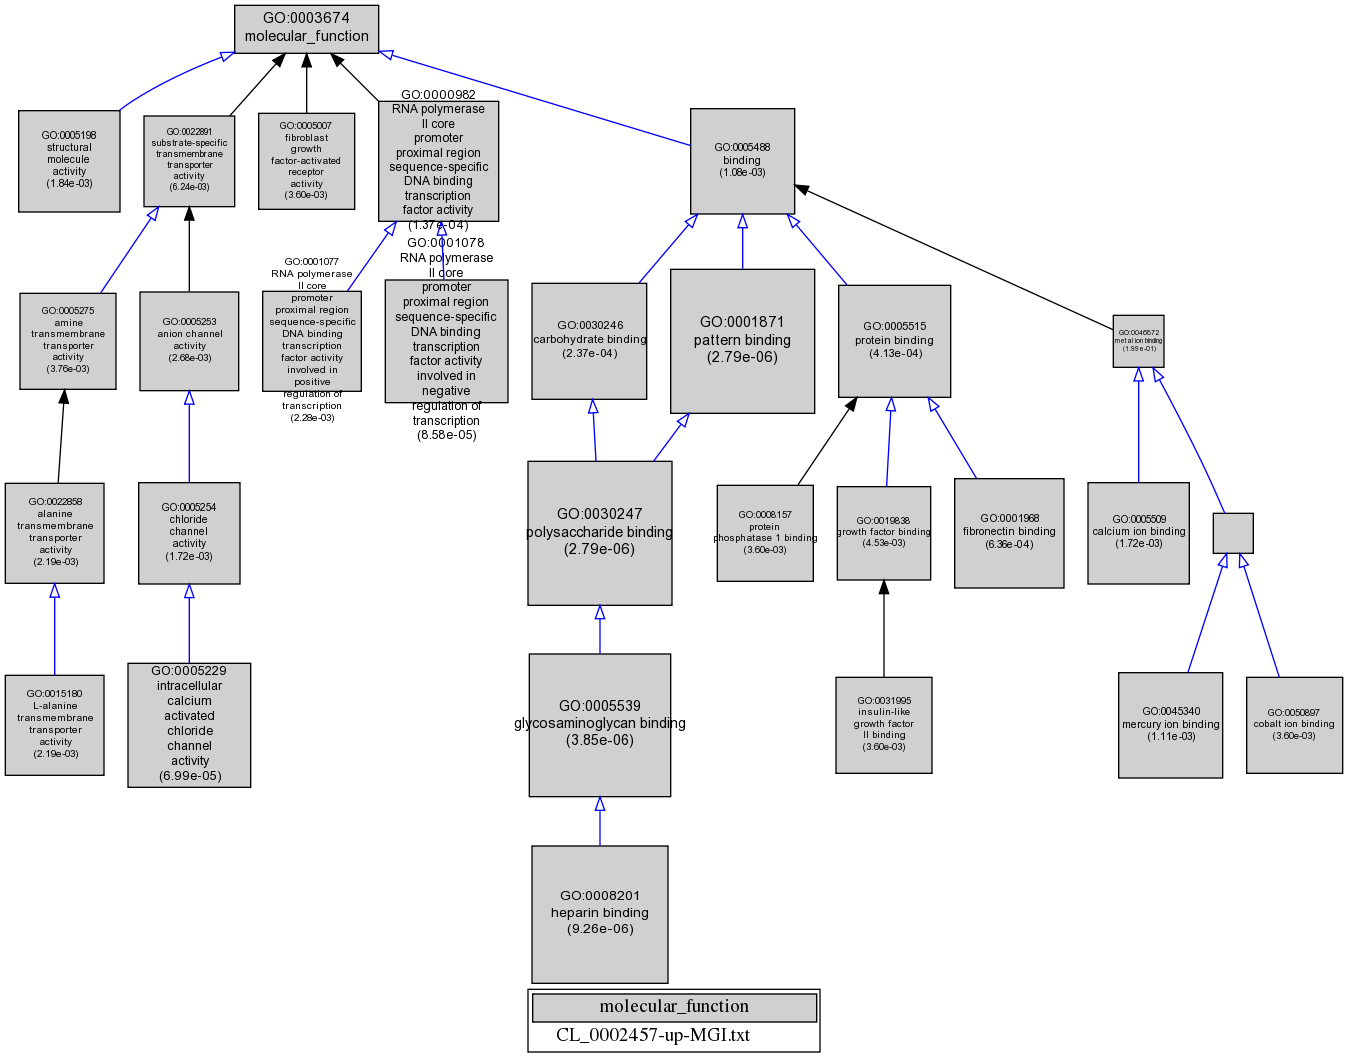 GO:0003674
molecular_function
GO:0005198
structural
molecule
activity
(1.84e-03)
GO:0022891
substrate-specific
transmembrane
transporter
activity
(6.24e-03)
GO:0005007
fibroblast
growth
factor-activated
receptor
activity
(3.60e-03)
GO:0000982
RNA polymerase
II core
promoter
proximal region
sequence-specific
DNA binding
transcription
factor activity
(1.37e-04)
GO:0005488
binding
(1.08e-03)
GO:0005275
amine
transmembrane
transporter
activity
(3.76e-03)
GO:0005253
anion channel
activity
(2.68e-03)
GO:0001077
RNA polymerase
II core
promoter
proximal region
sequence-specific
DNA binding
transcription
factor activity
involved in
positive
regulation of
transcription
(2.28e-03)
GO:0001078
RNA polymerase
II core
promoter
proximal region
sequence-specific
DNA binding
transcription
factor activity
involved in
negative
regulation of
transcription
(8.58e-05)
GO:0030246
carbohydrate binding
(2.37e-04)
GO:0001871
pattern binding
(2.79e-06)
GO:0005515
protein binding
(4.13e-04)
GO:0046872
metal ion binding
(1.99e-01)
GO:0022858
alanine
transmembrane
transporter
activity
(2.19e-03)
GO:0005254
chloride
channel
activity
(1.72e-03)
GO:0030247
polysaccharide binding
(2.79e-06)
GO:0008157
protein
phosphatase 1 binding
(3.60e-03)
GO:0019838
growth factor binding
(4.53e-03)
GO:0001968
fibronectin binding
(6.36e-04)
GO:0005509
calcium ion binding
(1.72e-03)
GO:0015180
L-alanine
transmembrane
transporter
activity
(2.19e-03)
GO:0005229
intracellular
calcium
activated
chloride
channel
activity
(6.99e-05)
GO:0005539
glycosaminoglycan binding
(3.85e-06)
GO:0031995
insulin-like
growth factor
II binding
(3.60e-03)
GO:0045340
mercury ion binding
(1.11e-03)
GO:0050897
cobalt ion binding
(3.60e-03)
GO:0008201
heparin binding
(9.26e-06)
molecular_function
CL_0002457-up-MGI.txt